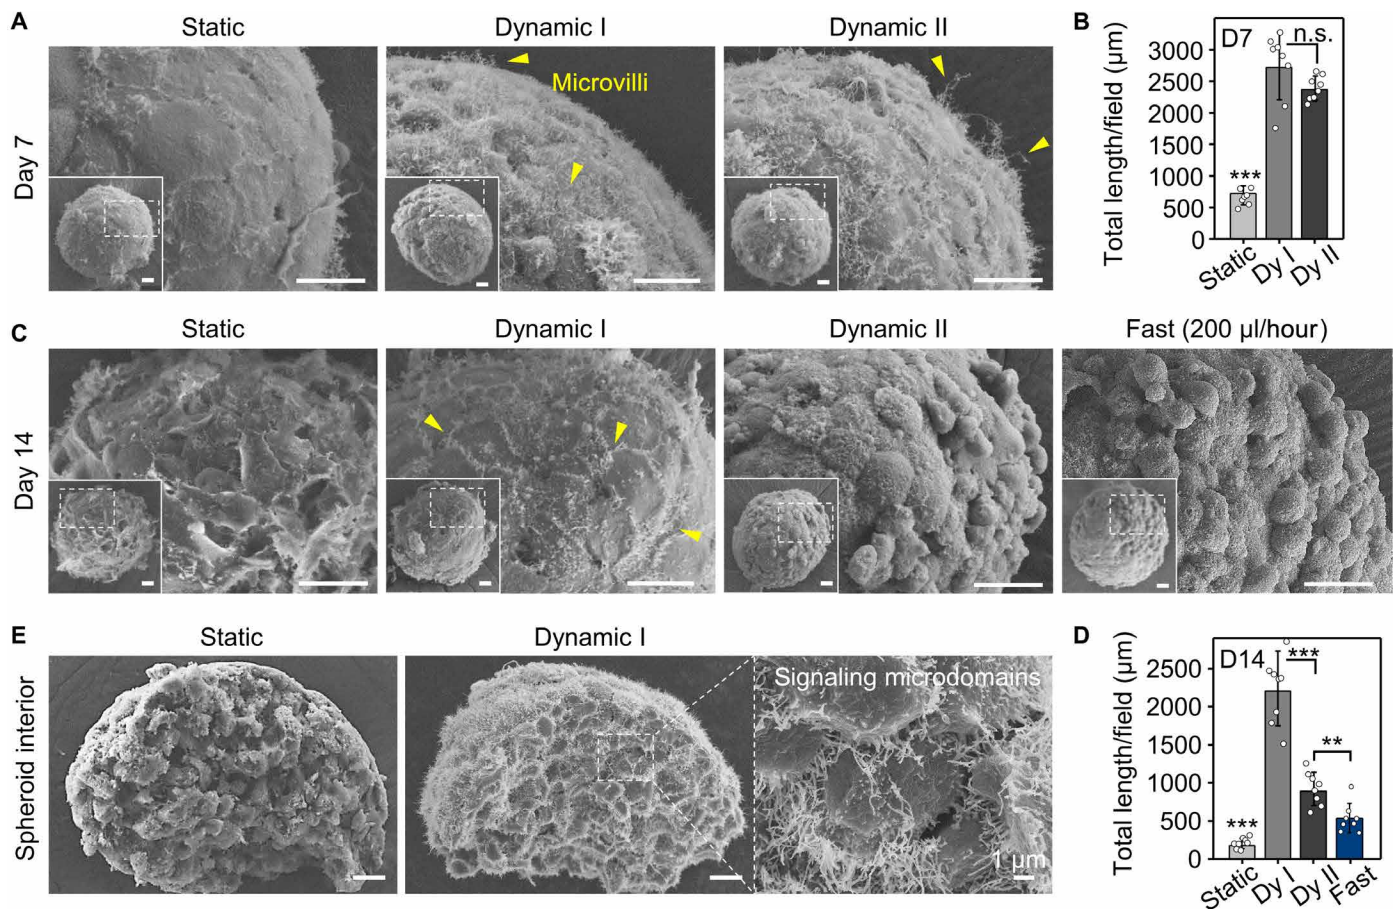 A
Static
Dynamic I
Dynamic II
Day 7
Microvilli
B
D7
n.s.
***
Total length/field (µm)
3000
2500
2000
1500
1000
500
0
Static
Dy I
Dy II
C
Static
Dynamic I
Dynamic II
Fast (200 µl/hour)
Day 14
E
Static
Dynamic I
Spheroid interior
Signaling microdomains
1 µm
D
D14
***
**
***
Total length/field (µm)
2500
2000
1500
1000
500
0
Static
Dy I
Dy II
Fast